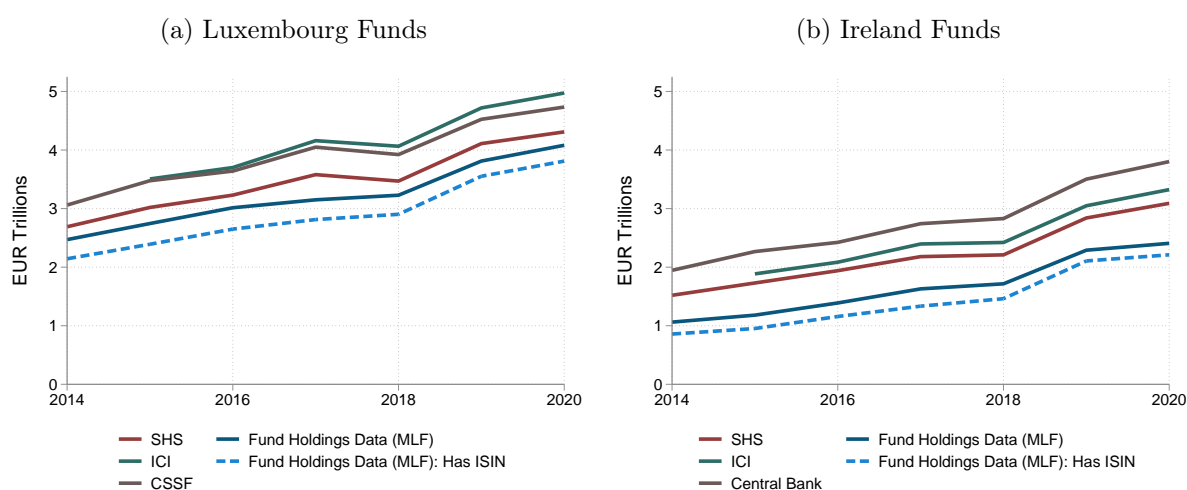 (a) Luxembourg Funds
EUR Trillions
5
4
3
2
1
0
2014 2016 2018 2020
SHS
ICI
CSSF
Fund Holdings Data (MLF)
Fund Holdings Data (MLF): Has ISIN
(b) Ireland Funds
EUR Trillions
5
4
3
2
1
0
2014 2016 2018 2020
SHS
ICI
Central Bank
Fund Holdings Data (MLF)
Fund Holdings Data (MLF): Has ISIN